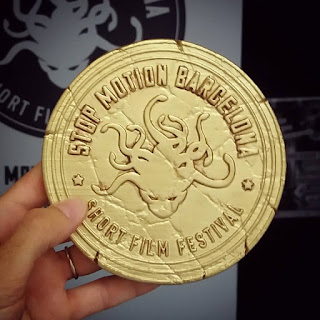 STOP MOTION BARCELONA
SHORT FILM FESTIVAL